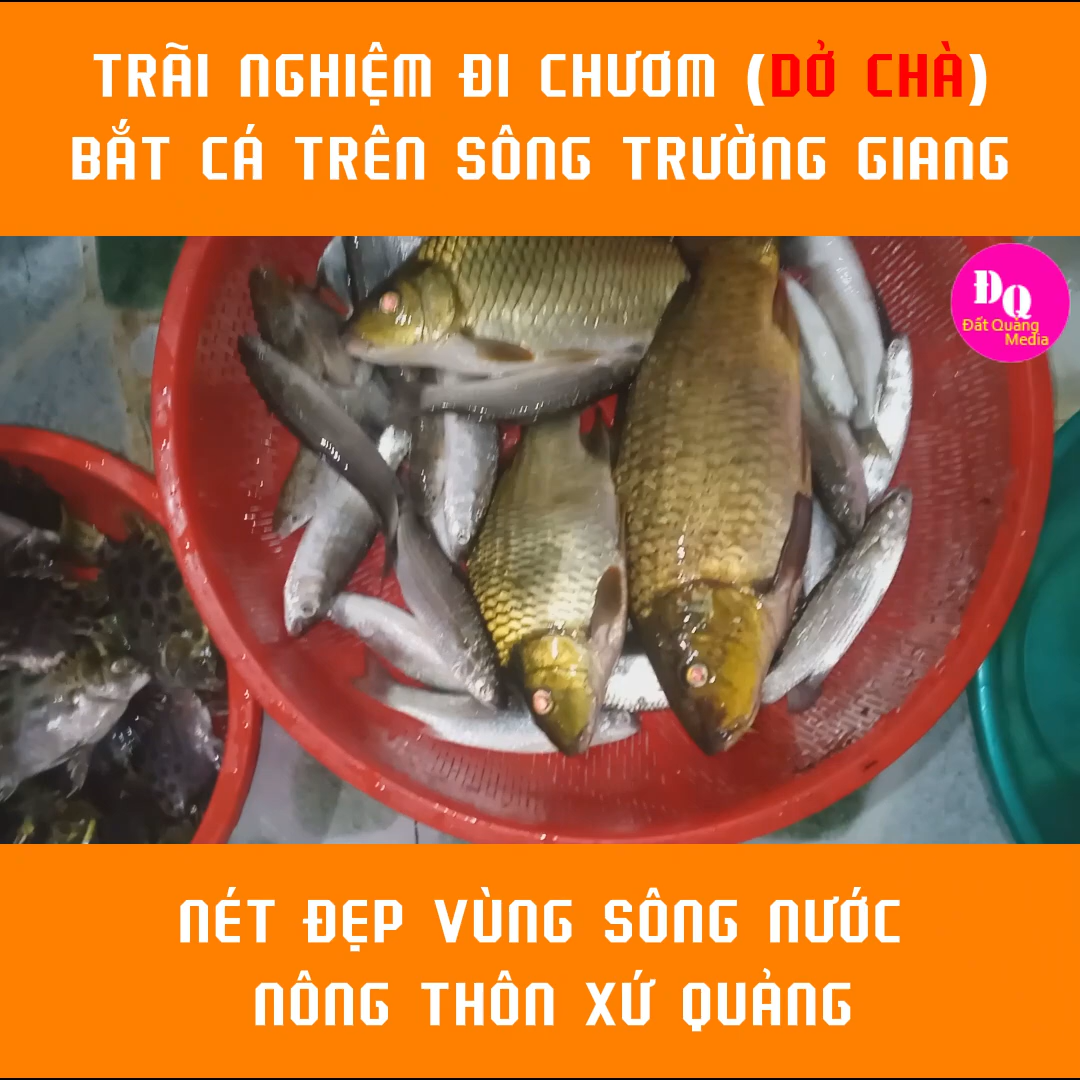 TRÃI NGHIỆM ĐI CHƯƠM (DỞ CHÀ)
BẮT CÁ TRÊN SÔNG TRƯỜNG GIANG
ĐQ
Đất Quảng
Media
NÉT ĐẸP VÙNG SÔNG NƯỚC
NÔNG THÔN XỨ QUẢNG